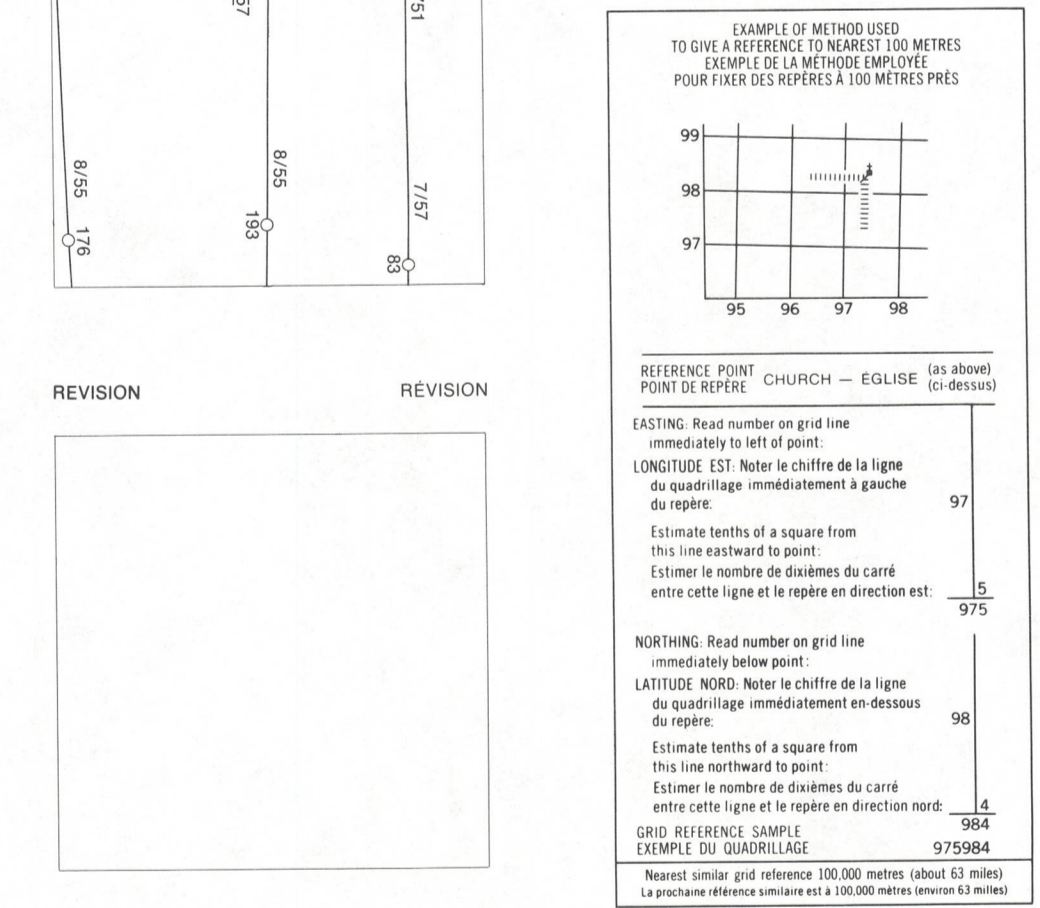 57
/51
8/55
176
8/55
193
7/57
83
REVISION
RÉVISION
EXAMPLE OF METHOD USED
TO GIVE A REFERENCE TO NEAREST 100 METRES
EXEMPLE DE LA MÉTHODE EMPLOYÉE
POUR FIXER DES REPÈRES À 100 MÈTRES PRÈS
99
98
97
95 96 97 98
REFERENCE POINT
POINT DE REPÈRE
CHURCH — ÉGLISE
(as above)
(ci-dessus)
EASTING: Read number on grid line
immediately to left of point:
LONGITUDE EST: Noter le chiffre de la ligne
du quadrillage immédiatement à gauche
du repère: 97
Estimate tenths of a square from
this line eastward to point:
Estimer le nombre de dixièmes du carré
entre cette ligne et le repère en direction est: 5
975
NORTHING: Read number on grid line
immediately below point:
LATITUDE NORD: Noter le chiffre de la ligne
du quadrillage immédiatement en-dessous
du repère: 98
Estimate tenths of a square from
this line northward to point:
Estimer le nombre de dixièmes du carré
entre cette ligne et le repère en direction nord: 4
984
GRID REFERENCE SAMPLE
EXEMPLE DU QUADRILLAGE 975984
Nearest similar grid reference 100,000 metres (about 63 miles)
La prochaine référence similaire est à 100,000 mètres (environ 63 milles)